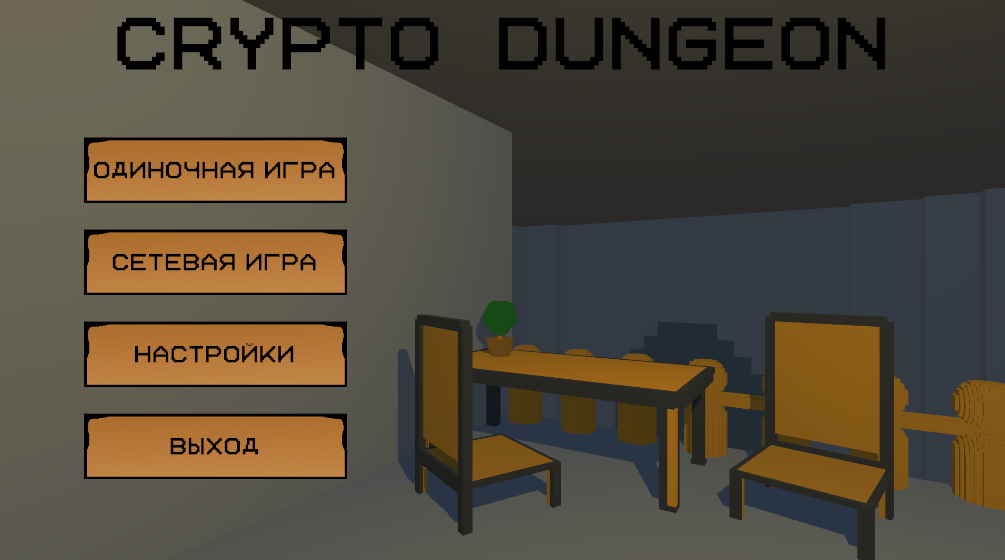 CRYPTO DUNGEON
ОДИНОЧНАЯ ИГРА
СЕТЕВАЯ ИГРА
НАСТРОЙКИ
ВЫХОД